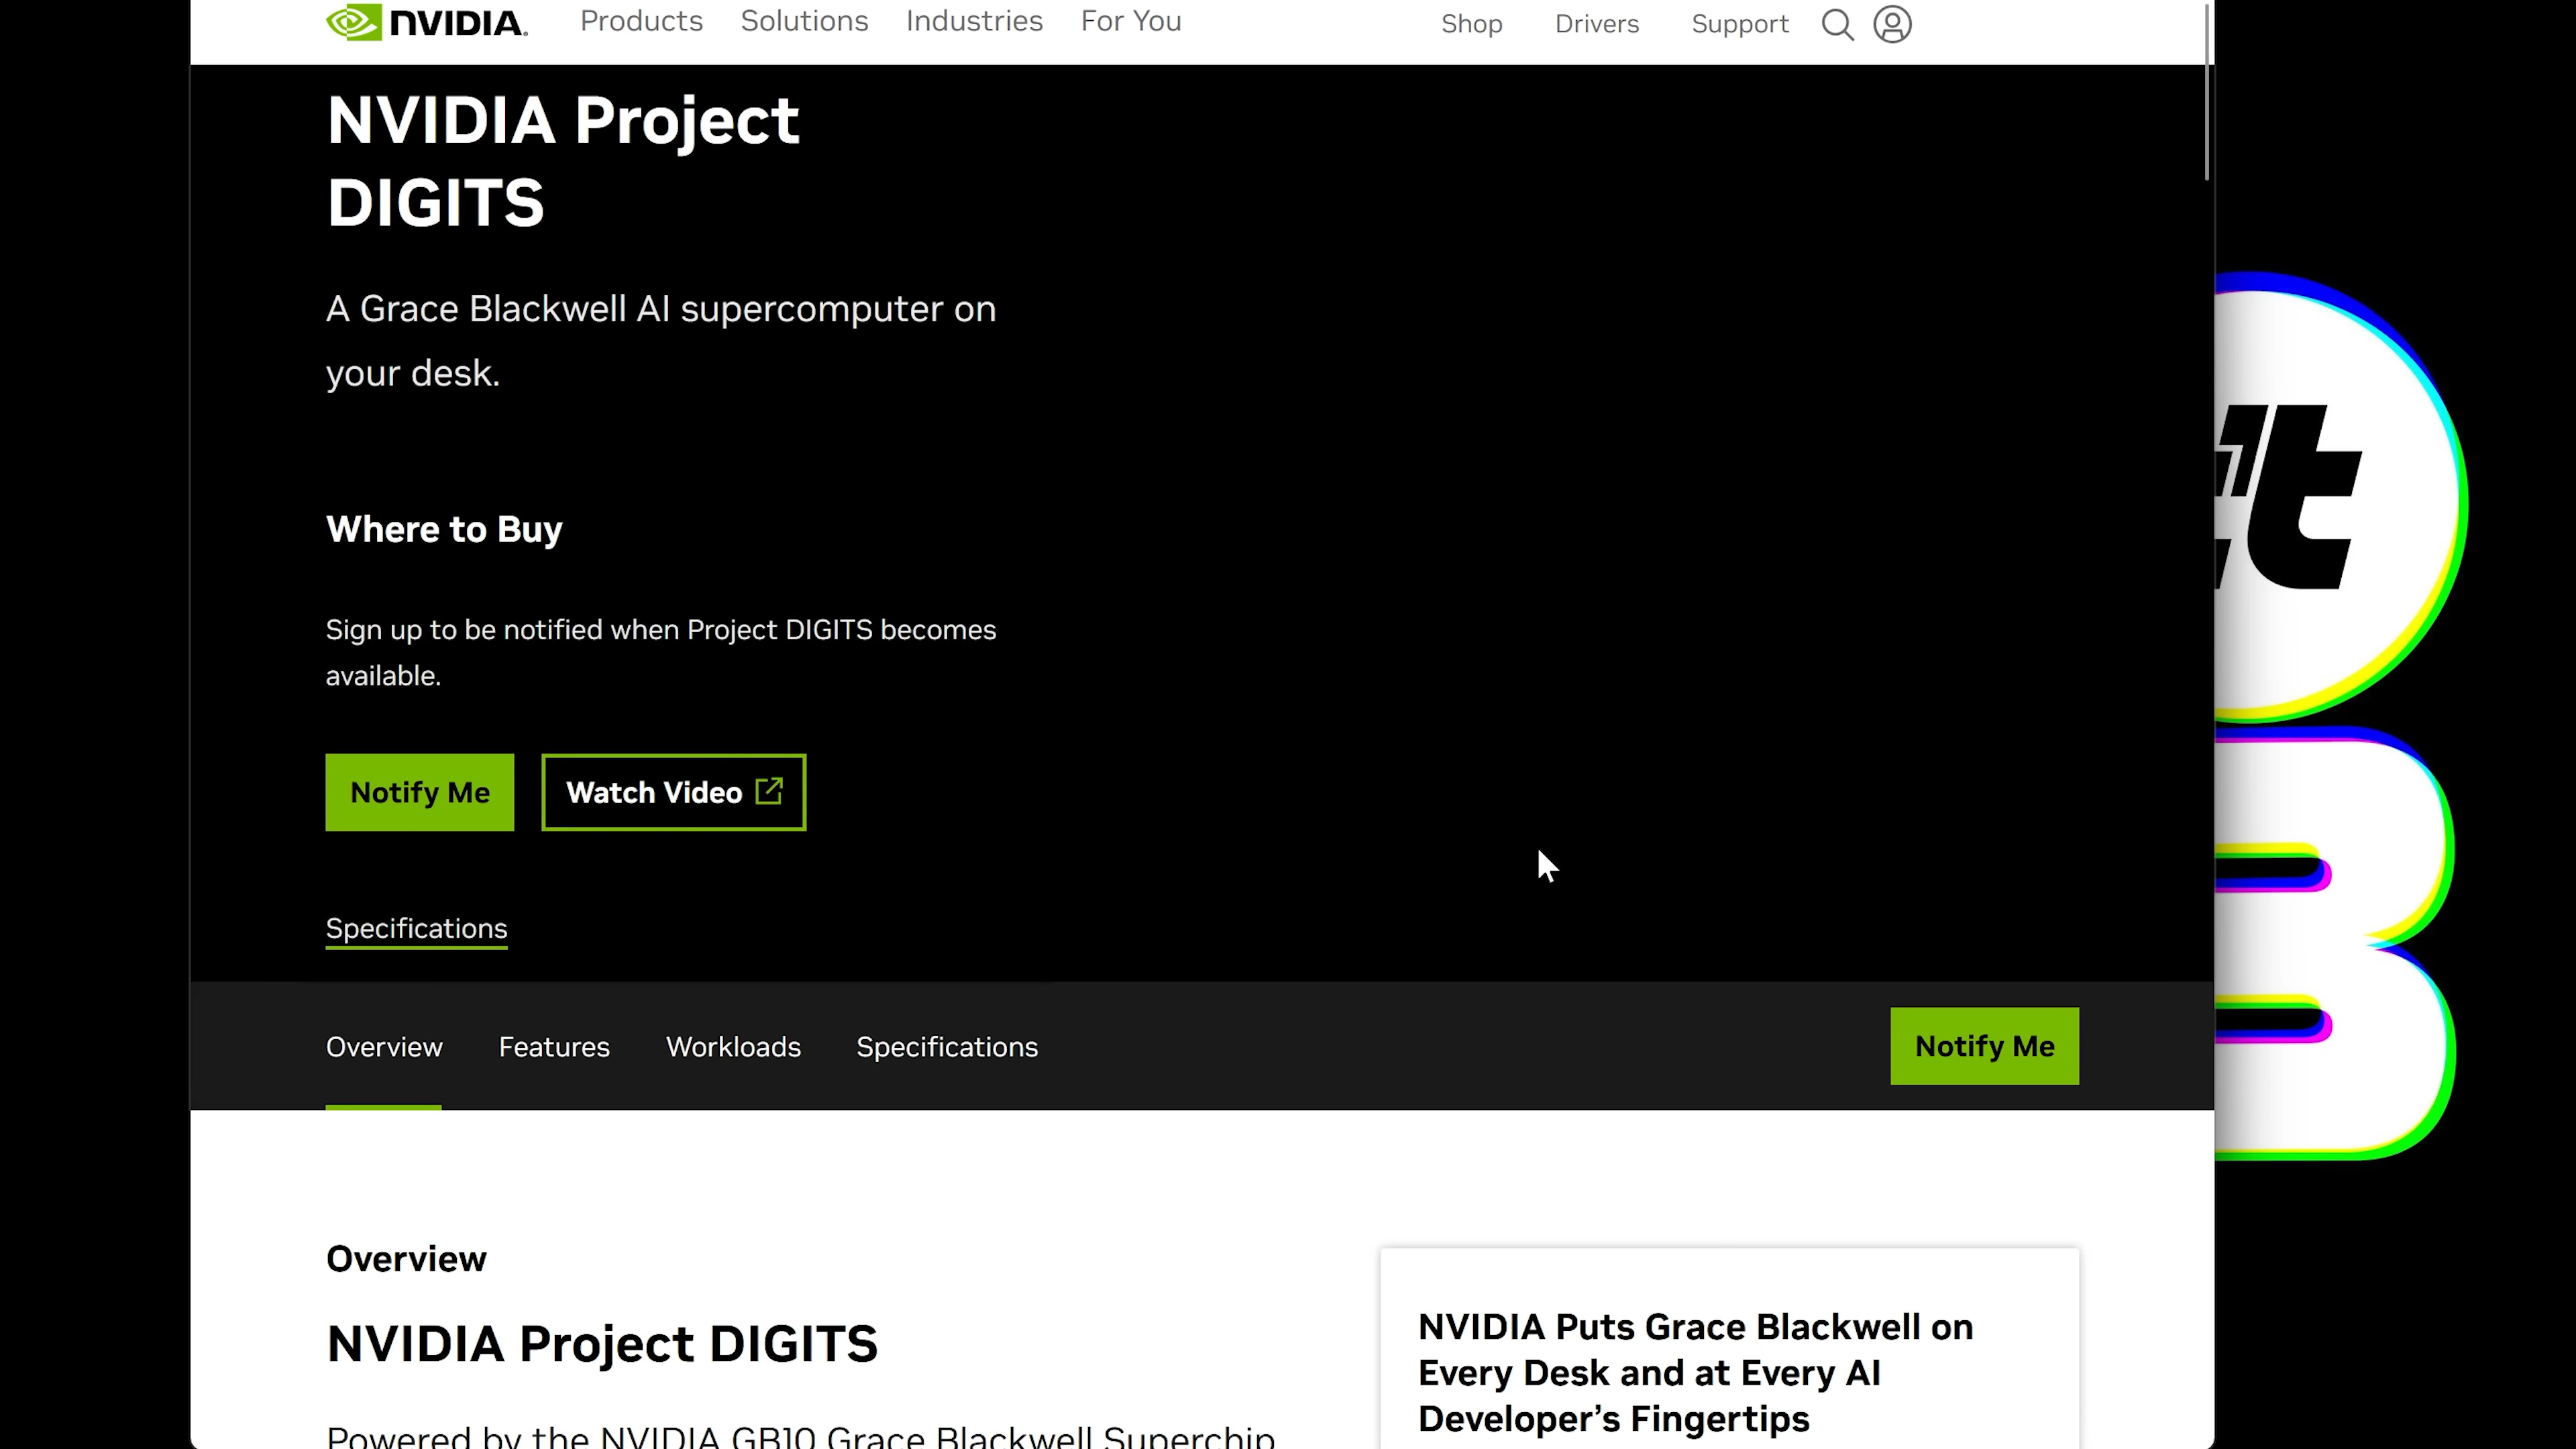 NVIDIA.
Products Solutions Industries For You
Shop Drivers Support
NVIDIA Project
DIGITS
A Grace Blackwell AI supercomputer on
your desk.
Where to Buy
Sign up to be notified when Project DIGITS becomes
available.
Notify Me Watch Video
Specifications
Overview Features Workloads Specifications
Notify Me
Overview
NVIDIA Project DIGITS
Powered by the NVIDIA GB10 Grace Blackwell Superchip
NVIDIA Puts Grace Blackwell on
Every Desk and at Every AI
Developer’s Fingertips